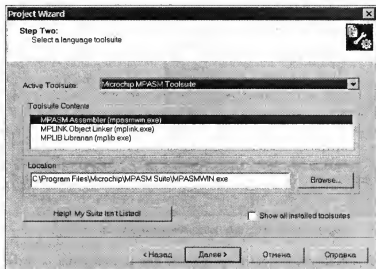 Project Wizard
Step Two:
Select a language toolsuite
Active Toolsuite: Microchip MPASM Toolsuite
Toolsuite Contents
MPASM Assembler (mpasmwin.exe)
MPLINK Object Linker (mplink.exe)
MPLIB Librarian (mplib.exe)
Location
C:\Program Files\Microchip\MPASM Suite\MPASMWIN.exe Browse...
Help! My Suite Isn't Listed! Show all installed toolsuites
< Назад Далее > Отмена Справка